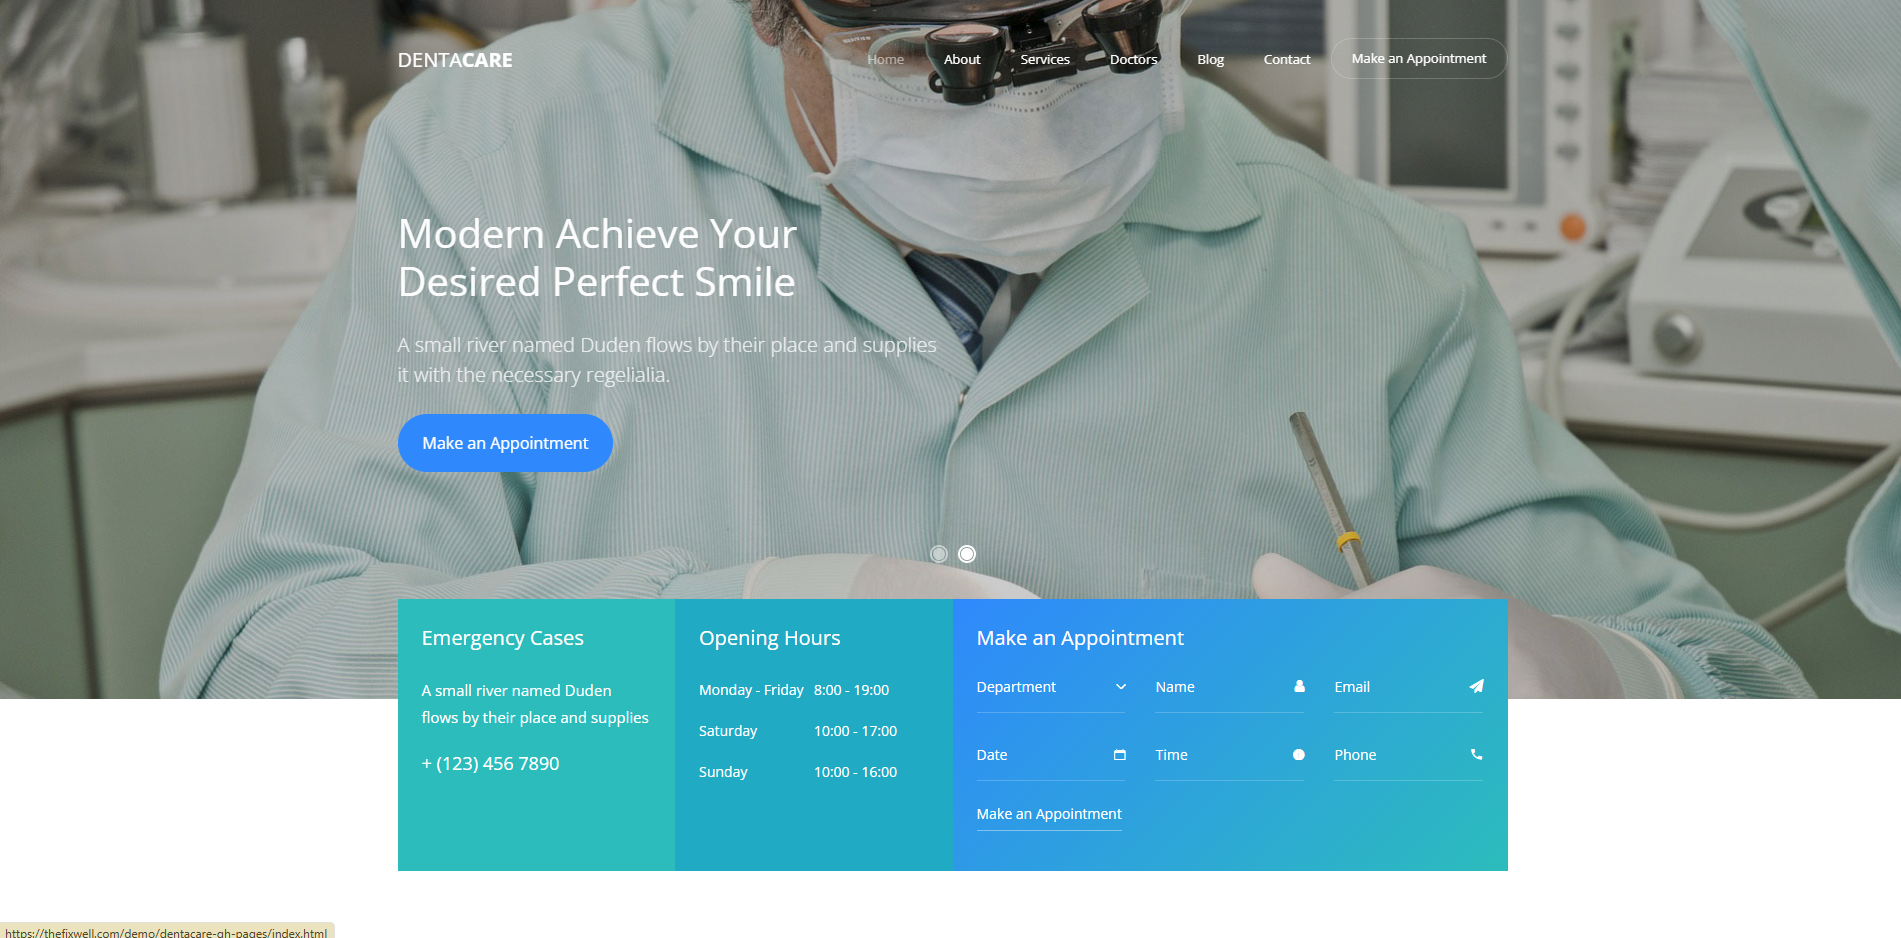 DENTACARE
Home
About
Services
Doctors
Blog
Contact
Make an Appointment
Modern Achieve Your
Desired Perfect Smile
A small river named Duden flows by their place and supplies
it with the necessary regelialia.
Make an Appointment
Emergency Cases
A small river named Duden
flows by their place and supplies
+ (123) 456 7890
Opening Hours
Monday - Friday 8:00 - 19:00
Saturday 10:00 - 17:00
Sunday 10:00 - 16:00
Make an Appointment
Department
Name
Email
Date
Time
Phone
Make an Appointment
https://thefixwell.com/demo/dentacare-gh-pages/index.html